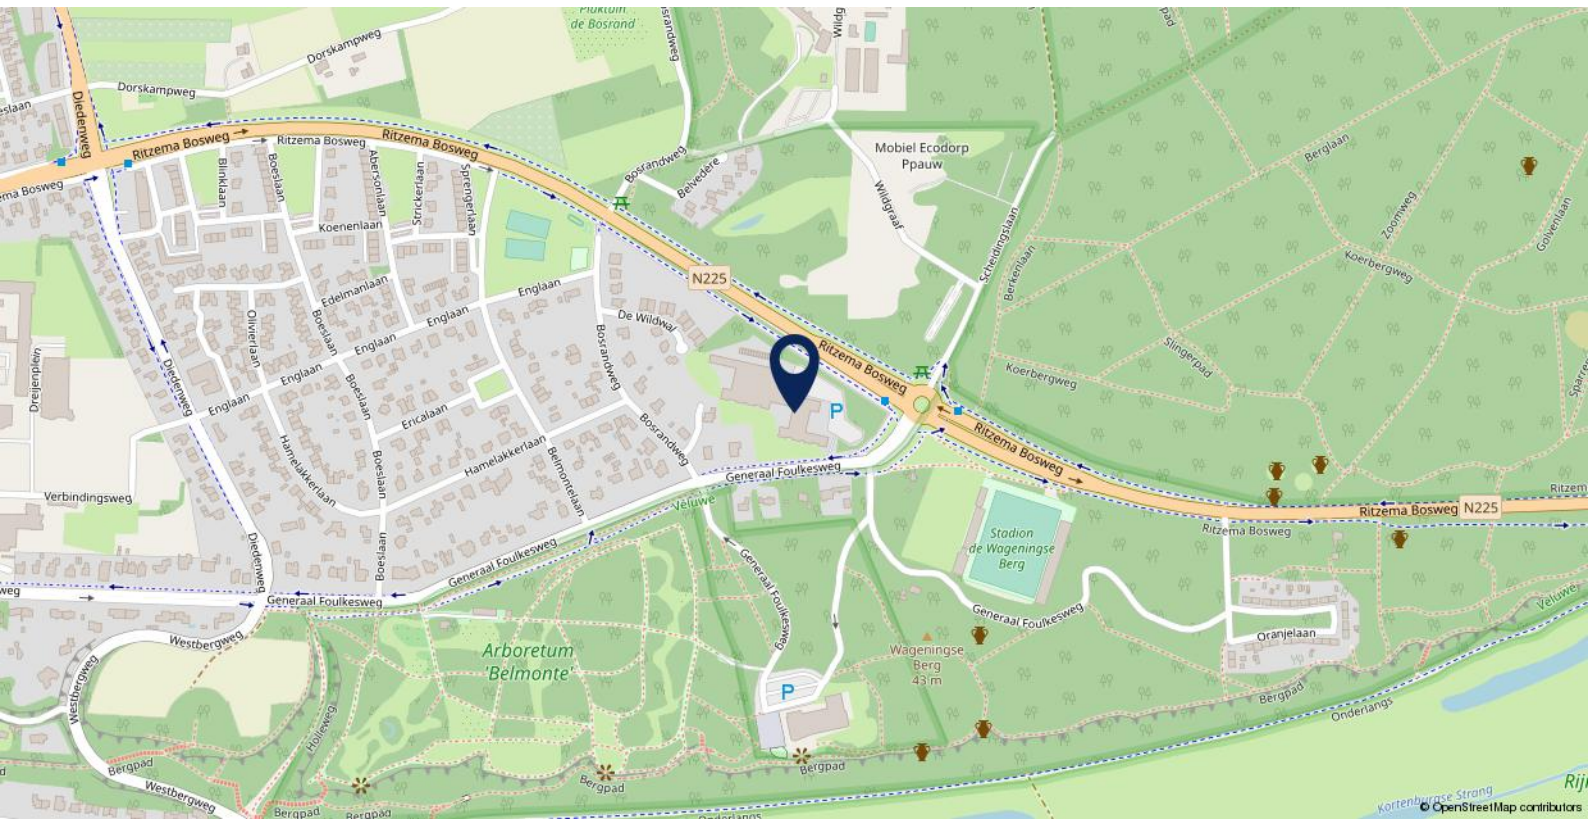 Pluktuin
de Bosrand
Dorskampweg
Dorskampweg
Diedenweg
Ritzema Bosweg
Ritzema Bosweg
Ritzema Bosweg
Blinklaan
Boeslaan
Abersonlaan
Strickerlaan
Sprengerlaan
Koenenlaan
Bosrandweg
Belvedère
Mobiel Ecodorp
Ppauw
Wildgraaf
Scheidingslaan
Berkenlaan
Berglaan
Zoomweg
Golvenlaan
Koerbergweg
Edelmanlaan
Englaan
Englaan
Englaan
Englaan
Englaan
N225
De Wildwal
Olivierlaan
Boeslaan
Bosrandweg
Diedenweg
Dreijenplein
Ritzema Bosweg
Slingerpad
Koerbergweg
Boeslaan
Ericalaan
P
Bosrandweg
Hamelakkerlaan
Hamelakkerlaan
Belmontelaan
Boeslaan
Ritzema Bosweg
Generaal Foulkesweg
Verbindingsweg
Veluwe
Ritzema Bosweg
N225
Ritzema Bosweg
Stadion
de Wageningse
Berg
Diedenweg
Boeslaan
Generaal Foulkesweg
Generaal Foulkesweg
Generaal Foulkesweg
Generaal Foulkesweg
Veluwe
Oranjelaan
Westbergweg
Westbergweg
Arboretum
'Belmonte'
Wageningse
Berg
43 m
P
Bergpad
Onderlangs
Holleweg
Bergpad
Bergpad
Bergpad
Westbergweg
Bergpad
Bergpad
Onderlangs
Kortenburgse Strang
© OpenStreetMap contributors